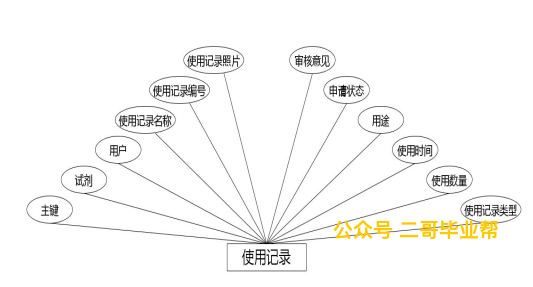 使用记录照片
审核意见
使用记录编号
申请状态
使用记录名称
用途
用户
使用时间
试剂
使用数量
主键
使用记录类型
公众号 二哥毕业帮
使用记录